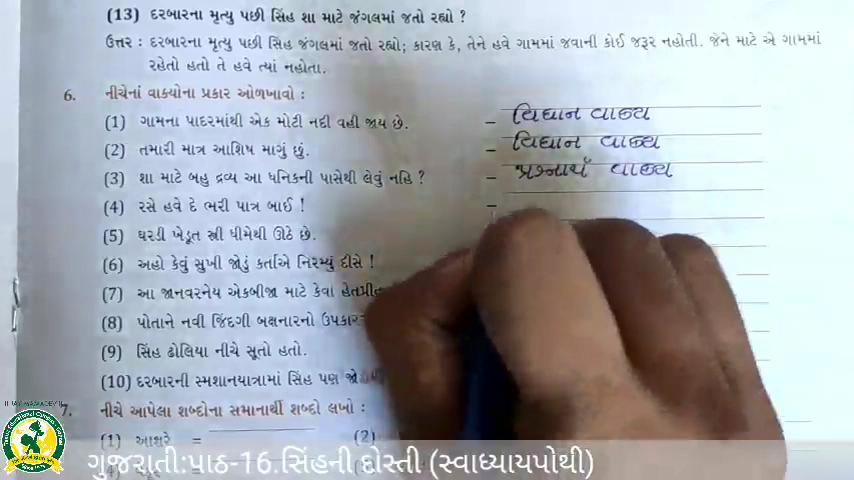 (13) દરબારના મૃત્યુ પછી સિંહ શા માટે જંગલમાં જતો રહ્યો ?
ઉત્તર : દરબારના મૃત્યુ પછી સિંહ જંગલમાં જતો રહ્યો; કારણ કે, તેને હવે ગામમાં જવાની કોઈ જરૂર નહોતી. જેને માટે એ ગામમાં
રહેતો હતો તે હવે ત્યાં નહોતા.
6. નીચેનાં વાક્યોના પ્રકાર ઓળખાવો :
(1) ગામના પાદરમાંથી એક મોટી નદી વહી જાય છે. – વિધાન વાક્ય
(2) તમારી માત્ર આશિષ માગું છું. – વિધાન વાક્ય
(3) શા માટે બહુ દ્રવ્ય આ ધનિકની પાસેથી લેવું નહિ ? – પ્રશ્નાર્થ વાક્ય
(4) રસે હવે દે ભરી પાત્ર બાઈ ! –
(5) ઘરડી ખેડૂત સ્ત્રી ધીમેથી ઊઠે છે.
(6) અહો કેવું સુખી જોડું કર્તાએ નિરમ્યું દીસે !
(7) આ જાનવરનેય એકબીજા માટે કેવા
(8) પોતાને નવી જિંદગી બક્ષનારનો
(9) સિંહ ઢોલિયા નીચે સૂતો હતો.
(10) દરબારની સ્મશાનયાત્રામાં સિંહ પણ
7. નીચે આપેલા શબ્દોના સમાનાર્થી શબ્દો લખો :
(1) આશરે = (2)
ગુજરાતી:પાઠ-16.સિંહની દોસ્તી (સ્વાધ્યાયપોથી)